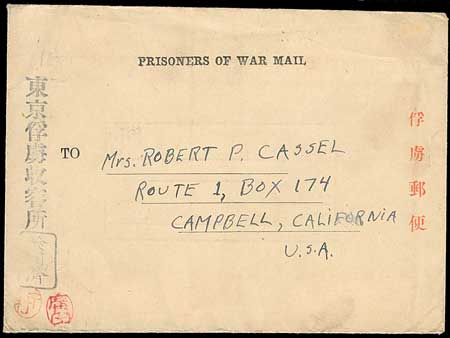 PRISONERS OF WAR MAIL
東京俘虜収容所
俘虜郵便
TO
Mrs. ROBERT P. CASSEL
ROUTE 1, BOX 174
CAMPBELL, CALIFORNIA
U.S.A.